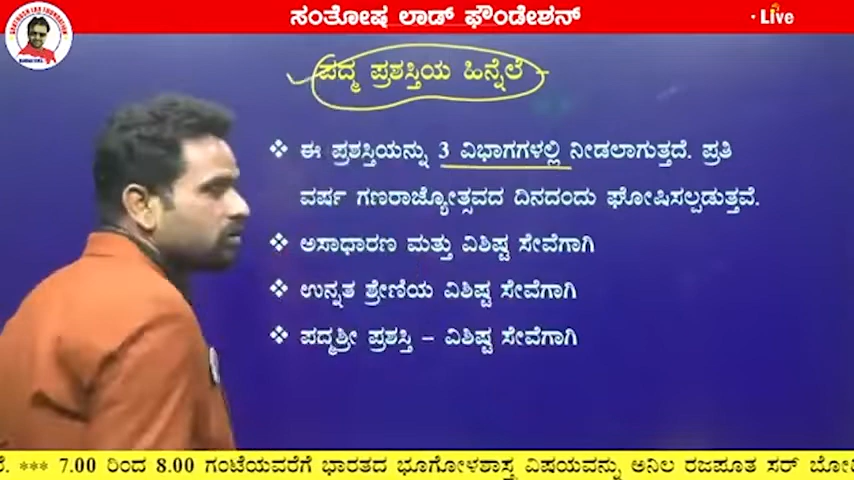 ಸಂತೋಷ ಲಾಡ್ ಫೌಂಡೇಶನ್
Live
ಪದ್ಮ ಪ್ರಶಸ್ತಿಯ ಹಿನ್ನೆಲೆ -
❖ ಈ ಪ್ರಶಸ್ತಿಯನ್ನು 3 ವಿಭಾಗಗಳಲ್ಲಿ ನೀಡಲಾಗುತ್ತದೆ. ಪ್ರತಿ
ವರ್ಷ ಗಣರಾಜ್ಯೋತ್ಸವದ ದಿನದಂದು ಘೋಷಿಸಲ್ಪಡುತ್ತವೆ.
❖ ಅಸಾಧಾರಣ ಮತ್ತು ವಿಶಿಷ್ಟ ಸೇವೆಗಾಗಿ
❖ ಉನ್ನತ ಶ್ರೇಣಿಯ ವಿಶಿಷ್ಟ ಸೇವೆಗಾಗಿ
❖ ಪದ್ಮಶ್ರೀ ಪ್ರಶಸ್ತಿ – ವಿಶಿಷ್ಟ ಸೇವೆಗಾಗಿ
*** 7.00 ರಿಂದ 8.00 ಗಂಟೆಯವರೆಗೆ ಭಾರತದ ಭೂಗೋಳಶಾಸ್ತ್ರ ವಿಷಯವನ್ನು ಅನಿಲ ರಜಪೂತ ಸರ್